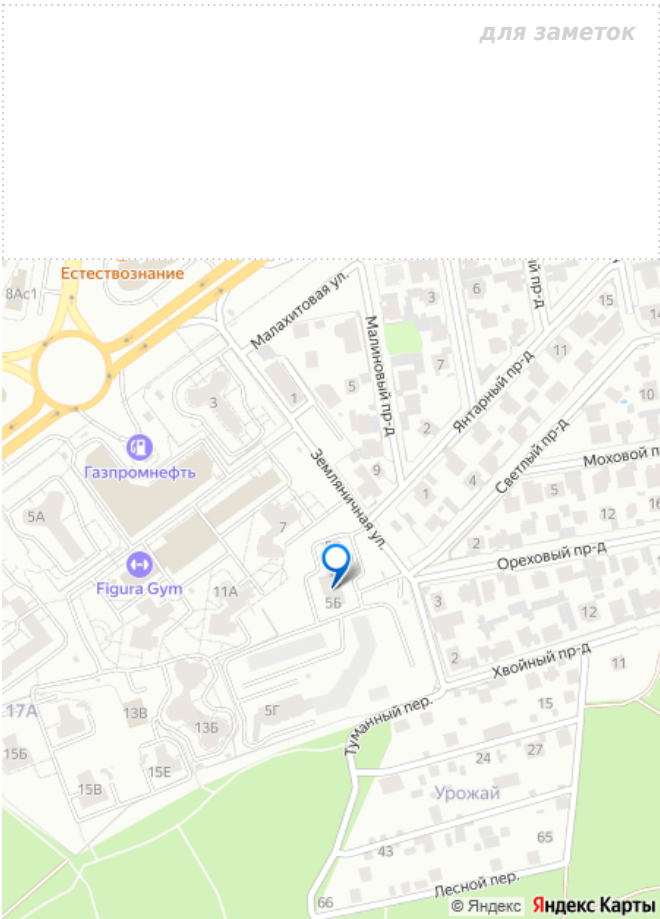 для заметок
Естествознание
8Ас1
Малахитовая ул.
3
6
15
14
Малиновый пр-д
11
5
7
10
3
1
Янтарный пр-д
2
Светлый пр-д
Газпромнефть
Земляничная ул.
9
4
Моховой
1
5
5А
7
12
16
2
Ореховый пр-д
Figura Gym
11А
5Б
3
12
2
Хвойный пр-д
11
17А
13В
13Б
5Г
Туманный пер.
15
15Б
15Е
24
27
15В
Урожай
43
65
Лесной пер.
66
© Яндекс Яндекс Карты